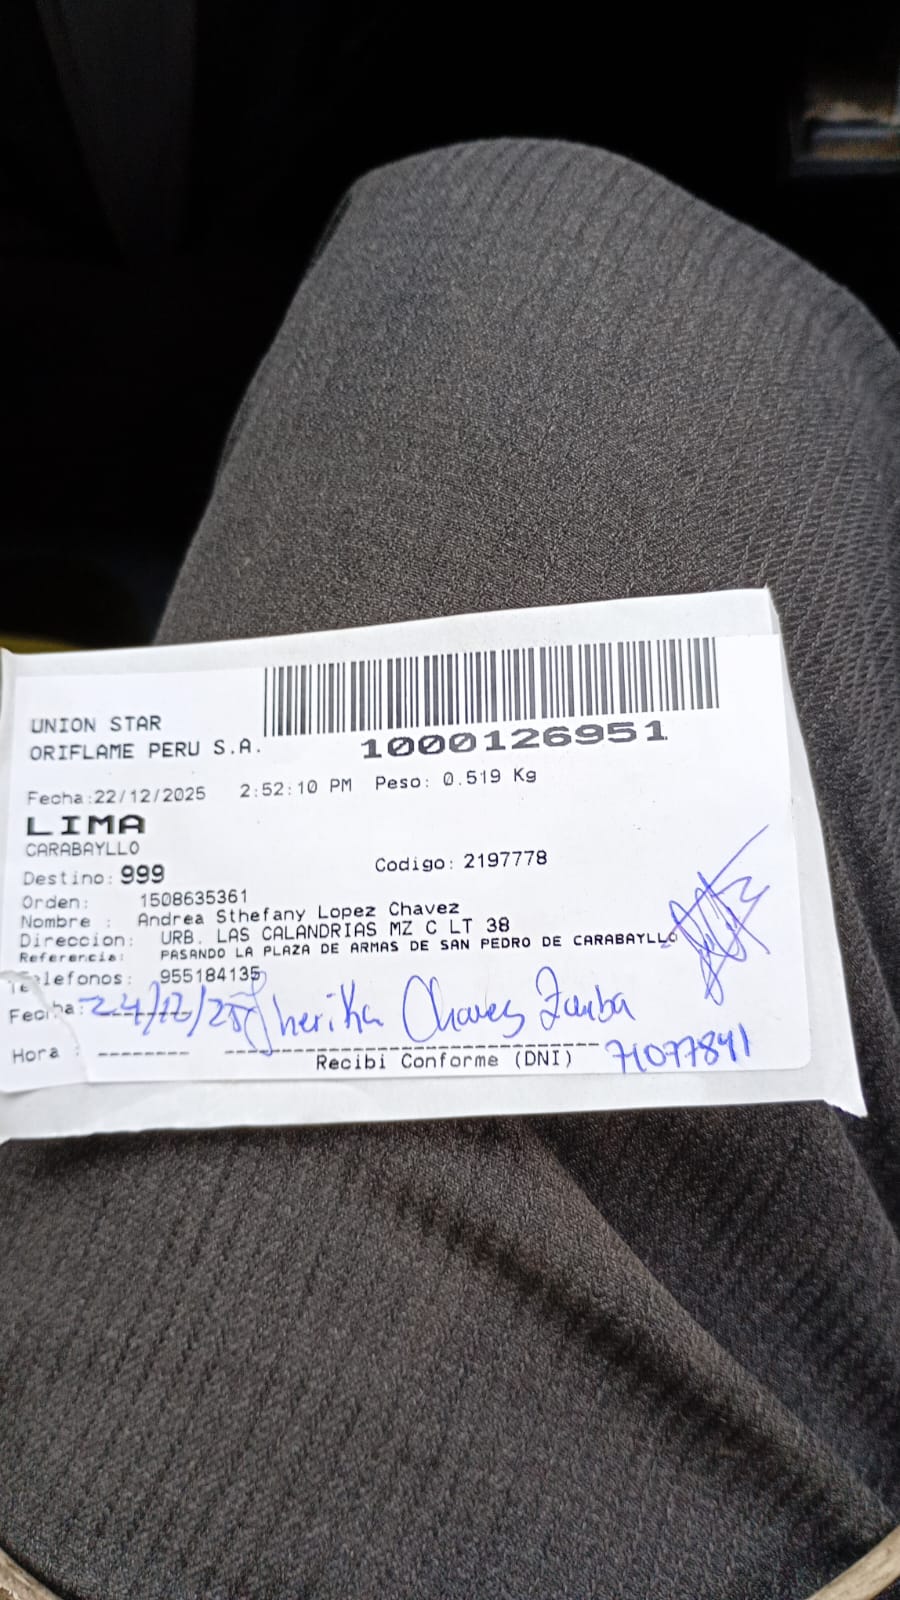 UNION STAR
ORIFLAME PERU S.A.
1000126951
Fecha:22/12/2025 2:52:10 PM Peso: 0.519 Kg
LIMA
CARABAYLLO
Destino: 999 Codigo: 2197778
Orden: 1508635361
Nombre : Andrea Sthefany Lopez Chavez
Direccion: URB. LAS CALANDRIAS MZ C LT 38
Referencia: PASANDO LA PLAZA DE ARMAS DE SAN PEDRO DE CARABAYLLO
Telefonos: 955184135
Fecha: 24/12/25 Jherika Chaves
Hora : Recibi Conforme (DNI) 71077841